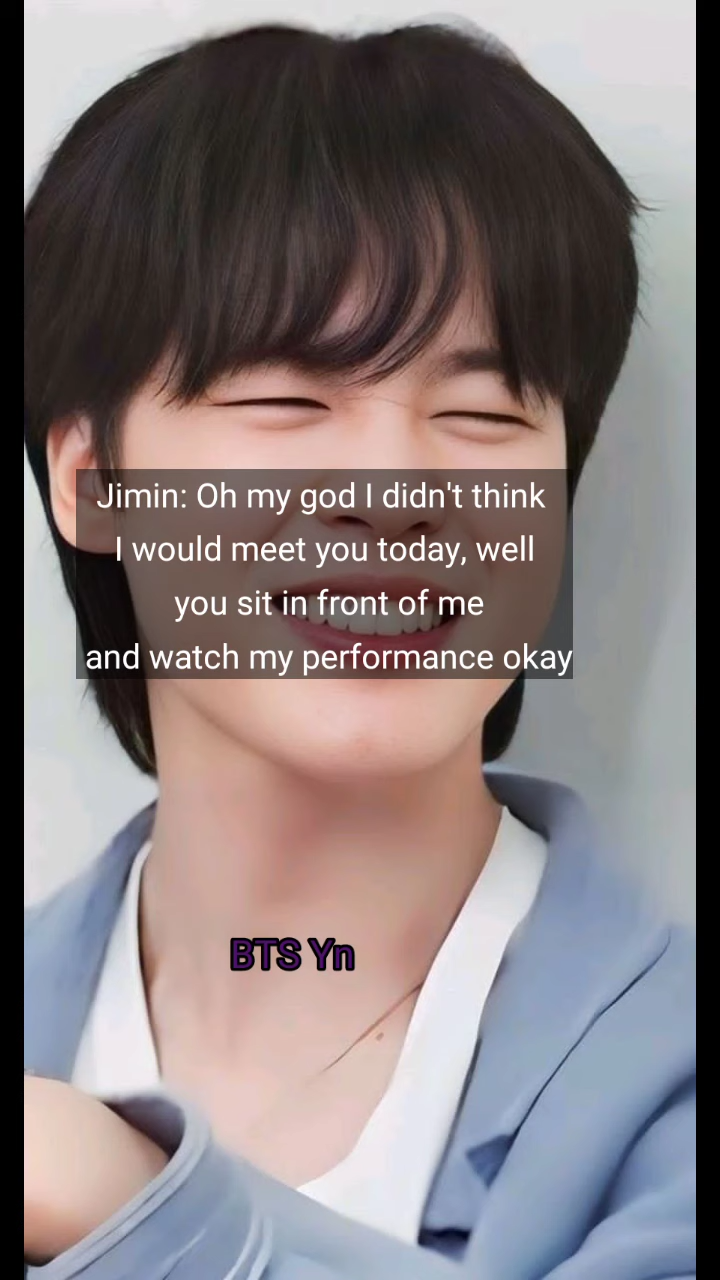 Jimin: Oh my god I didn't think
I would meet you today, well
you sit in front of me
and watch my performance okay
BTS Yn